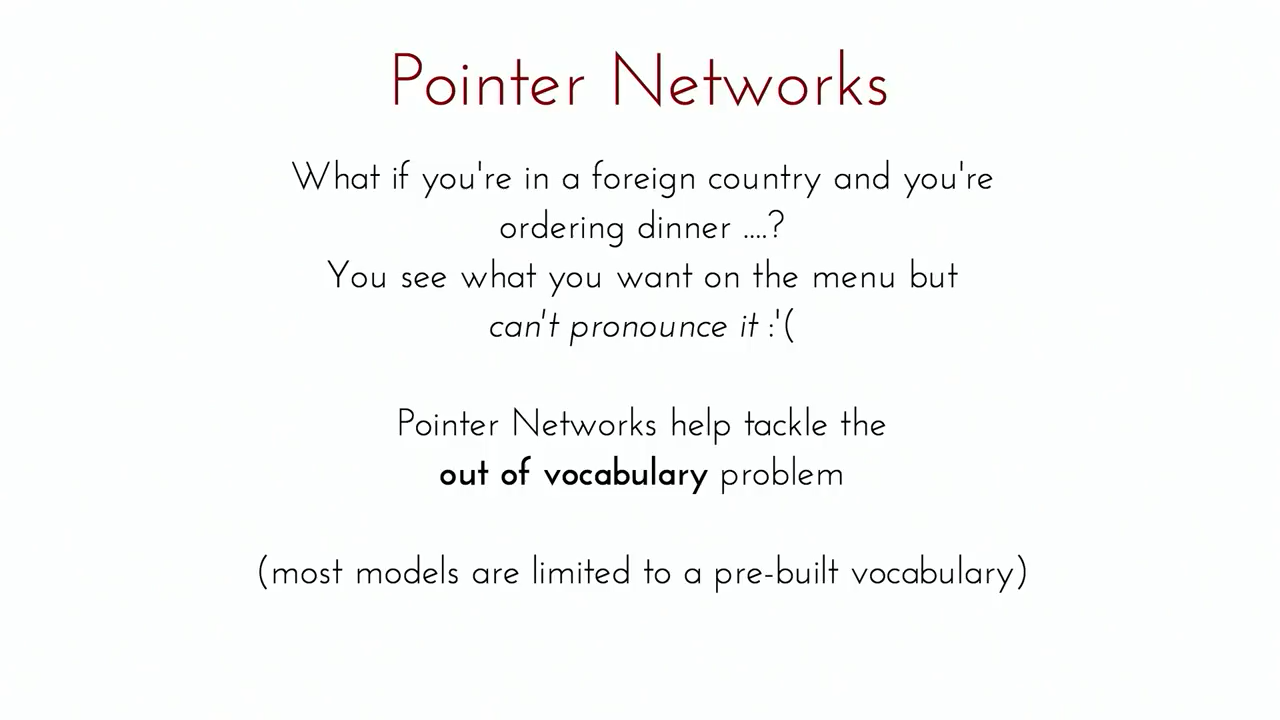 Pointer Networks
What if you're in a foreign country and you're
ordering dinner ....?
You see what you want on the menu but
can't pronounce it :'(
Pointer Networks help tackle the
out of vocabulary problem
(most models are limited to a pre-built vocabulary)